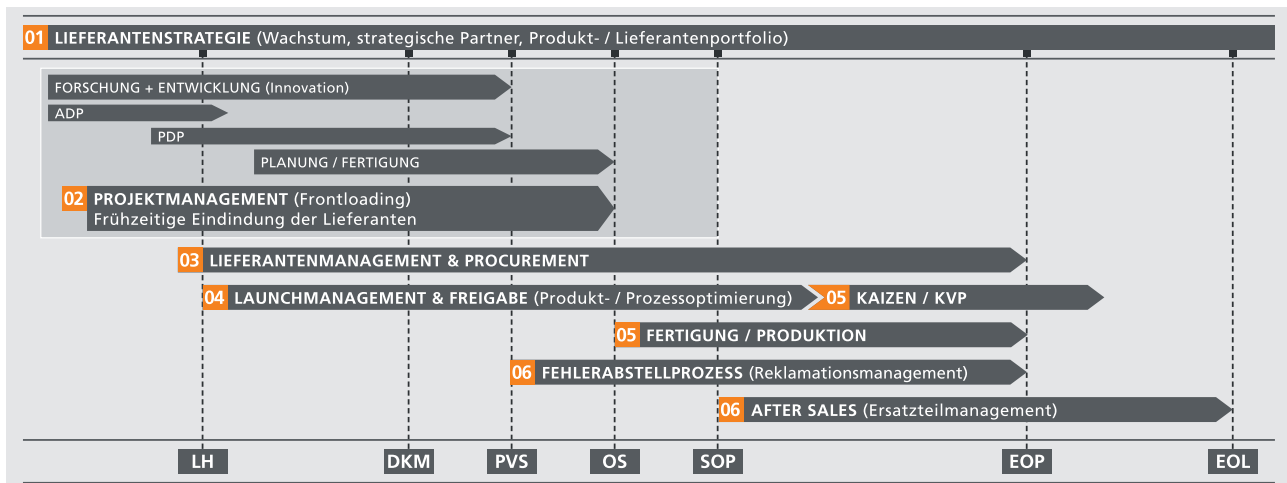 01 LIEFERANTENSTRATEGIE (Wachstum, strategische Partner, Produkt- / Lieferantenportfolio)
FORSCHUNG + ENTWICKLUNG (Innovation)
ADP
PDP
PLANUNG / FERTIGUNG
02 PROJEKTMANAGEMENT (Frontloading)
Frühzeitige Eindindung der Lieferanten
03 LIEFERANTENMANAGEMENT & PROCUREMENT
04 LAUNCHMANAGEMENT & FREIGABE (Produkt- / Prozessoptimierung) 05 KAIZEN / KVP
05 FERTIGUNG / PRODUKTION
06 FEHLERABSTELLPROZESS (Reklamationsmanagement)
06 AFTER SALES (Ersatzteilmanagement)
LH DKM PVS OS SOP EOP EOL